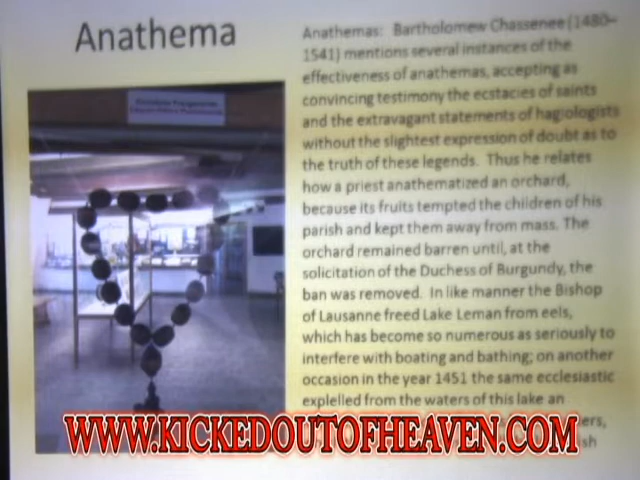 Anathema
Anathemas: Bartholomew Chassenee (1480–
1541) mentions several instances of the
effectiveness of anathemas, accepting as
convincing testimony the ecstacies of saints
and the extravagant statements of hagiologists
without the slightest expression of doubt as to
the truth of these legends. Thus he relates
how a priest anathematized an orchard,
because its fruits tempted the children of his
parish and kept them away from mass. The
orchard remained barren until, at the
solicitation of the Duchess of Burgundy, the
ban was removed. In like manner the Bishop
of Lausanne freed Lake Leman from eels,
which has become so numerous as seriously to
interfere with boating and bathing; on another
occasion in the year 1451 the same ecclesiastic
explelled from the waters of this lake an
WWW.KICKEDOUTOFHEAVEN.COM